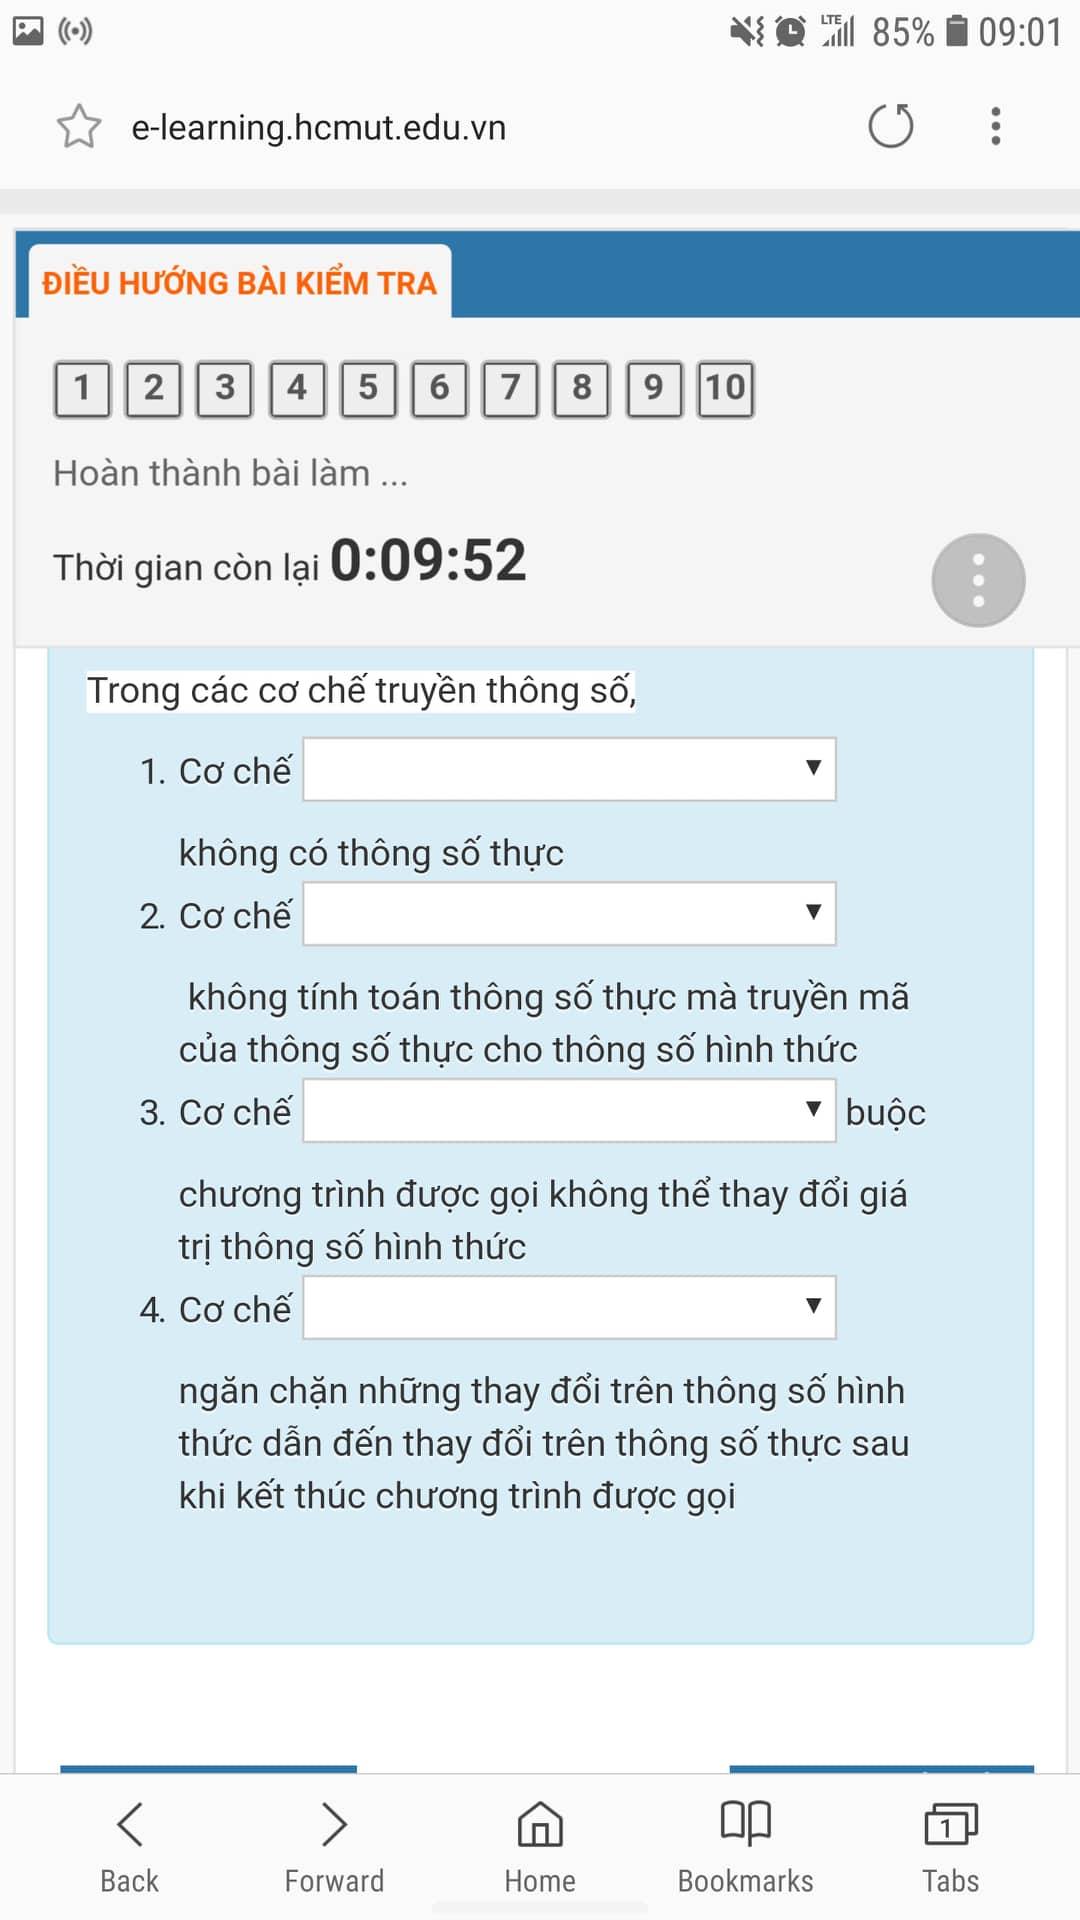 LTE 85% 09:01
e-learning.hcmut.edu.vn
ĐIỀU HƯỚNG BÀI KIỂM TRA
1 2 3 4 5 6 7 8 9 10
Hoàn thành bài làm ...
Thời gian còn lại 0:09:52
Trong các cơ chế truyền thông số,
1. Cơ chế
không có thông số thực
2. Cơ chế
không tính toán thông số thực mà truyền mã
của thông số thực cho thông số hình thức
3. Cơ chế buộc
chương trình được gọi không thể thay đổi giá
trị thông số hình thức
4. Cơ chế
ngăn chặn những thay đổi trên thông số hình
thức dẫn đến thay đổi trên thông số thực sau
khi kết thúc chương trình được gọi
1
Back Forward Home Bookmarks Tabs